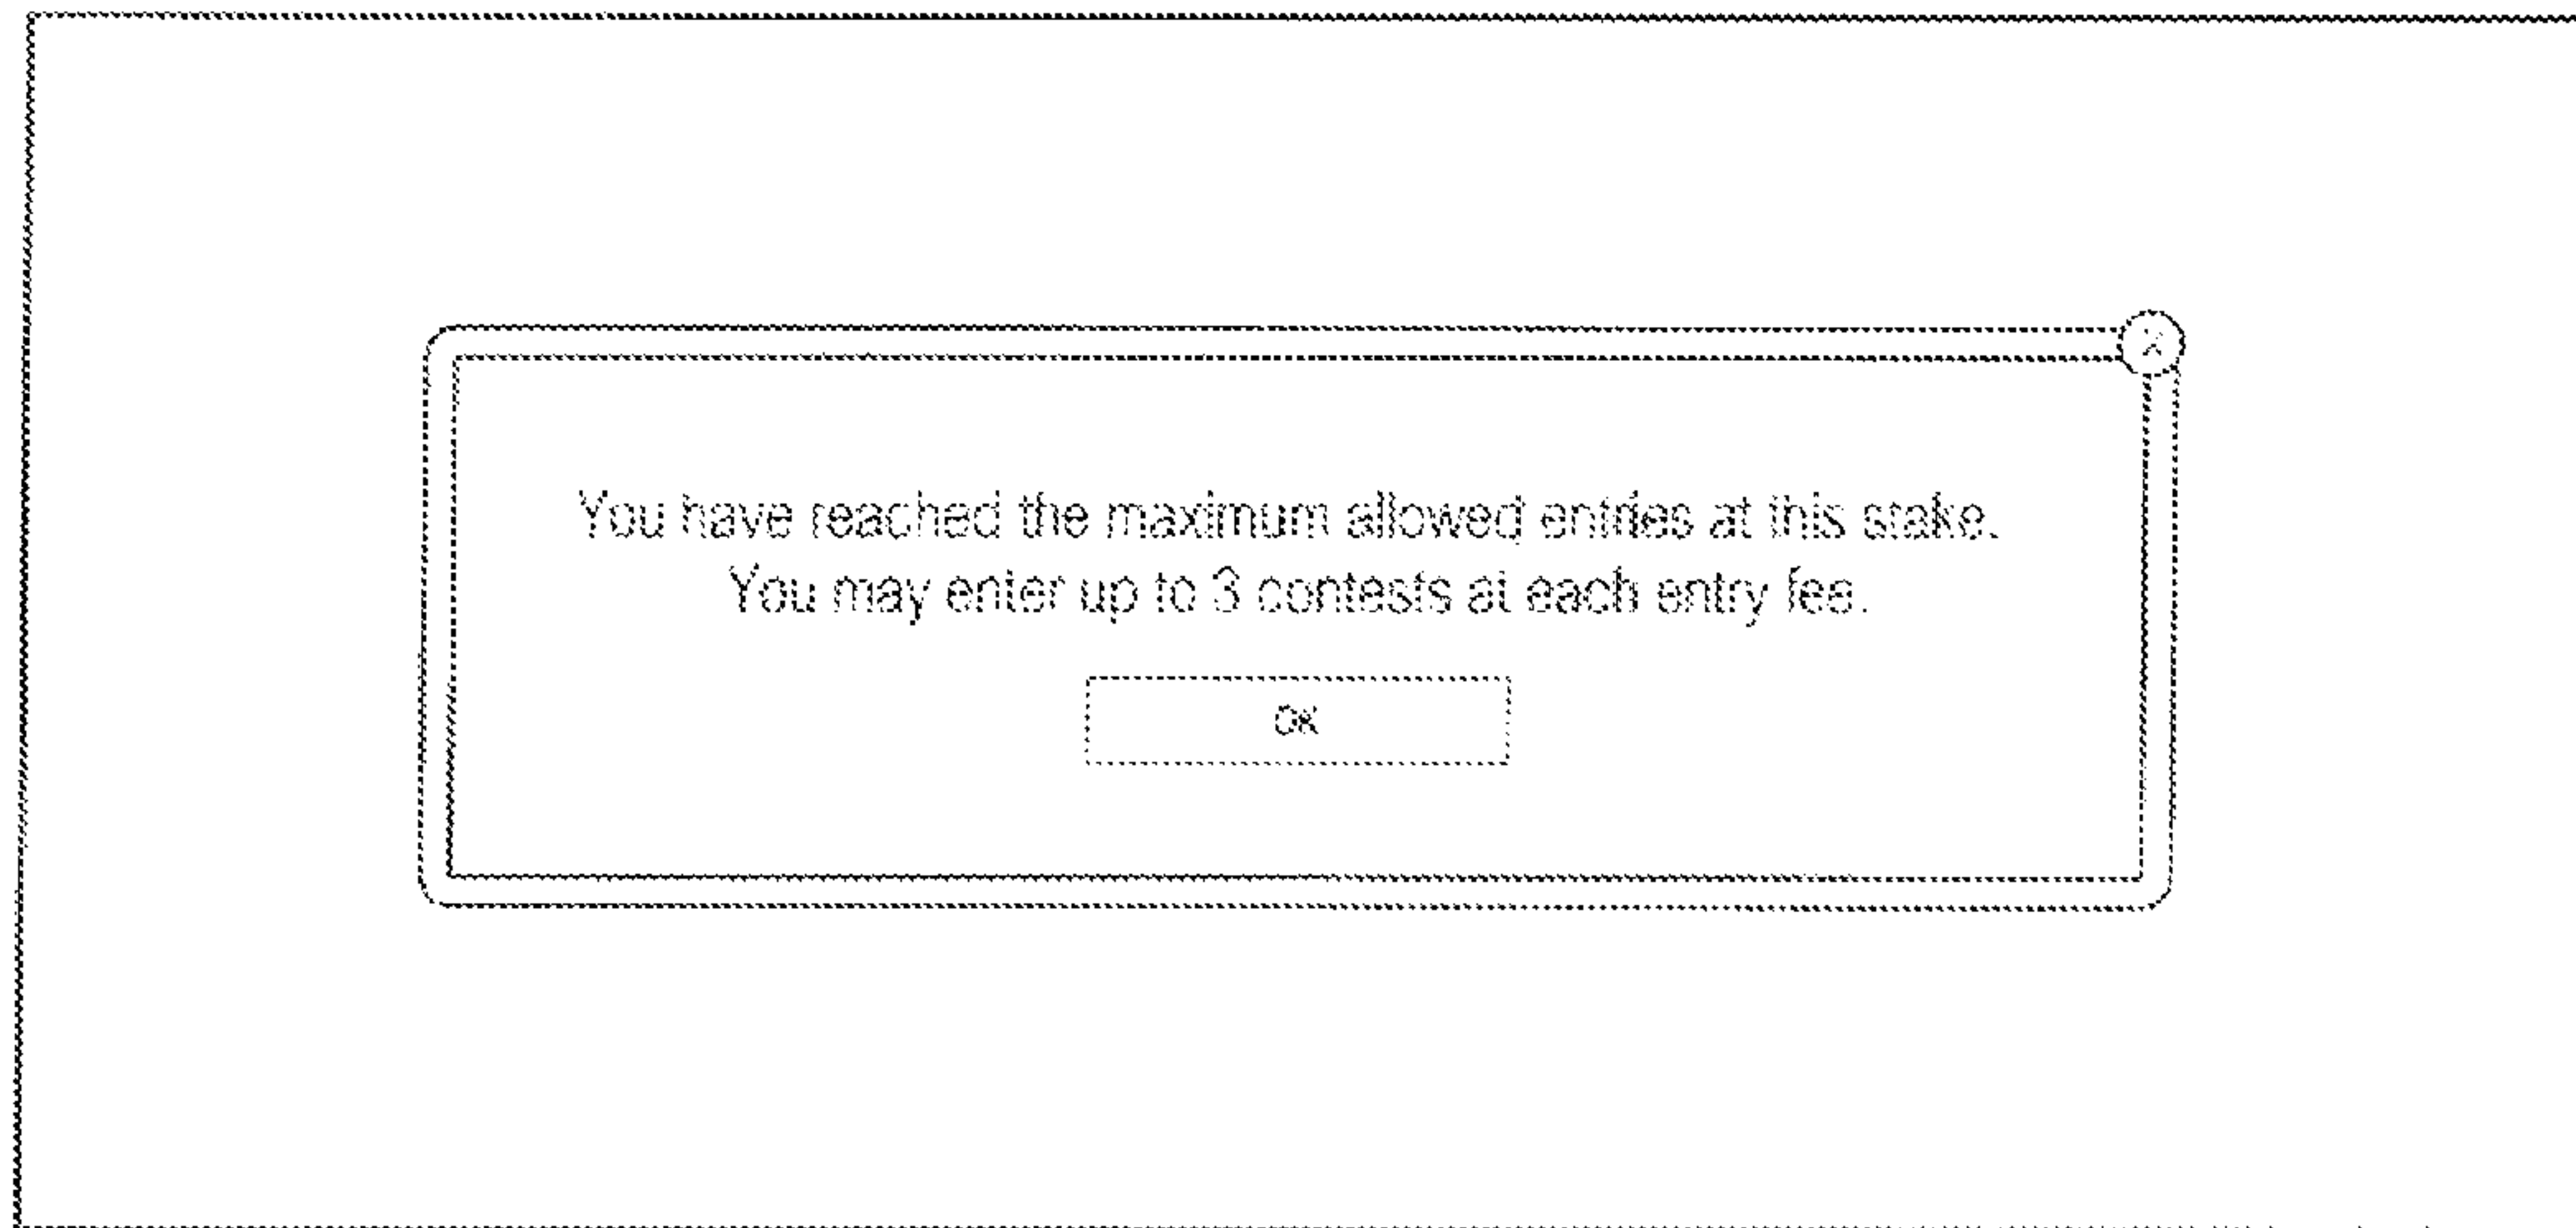 X
You have reached the maximum allowed entries at this stake.
You may enter up to 3 contests at each entry fee.
OK